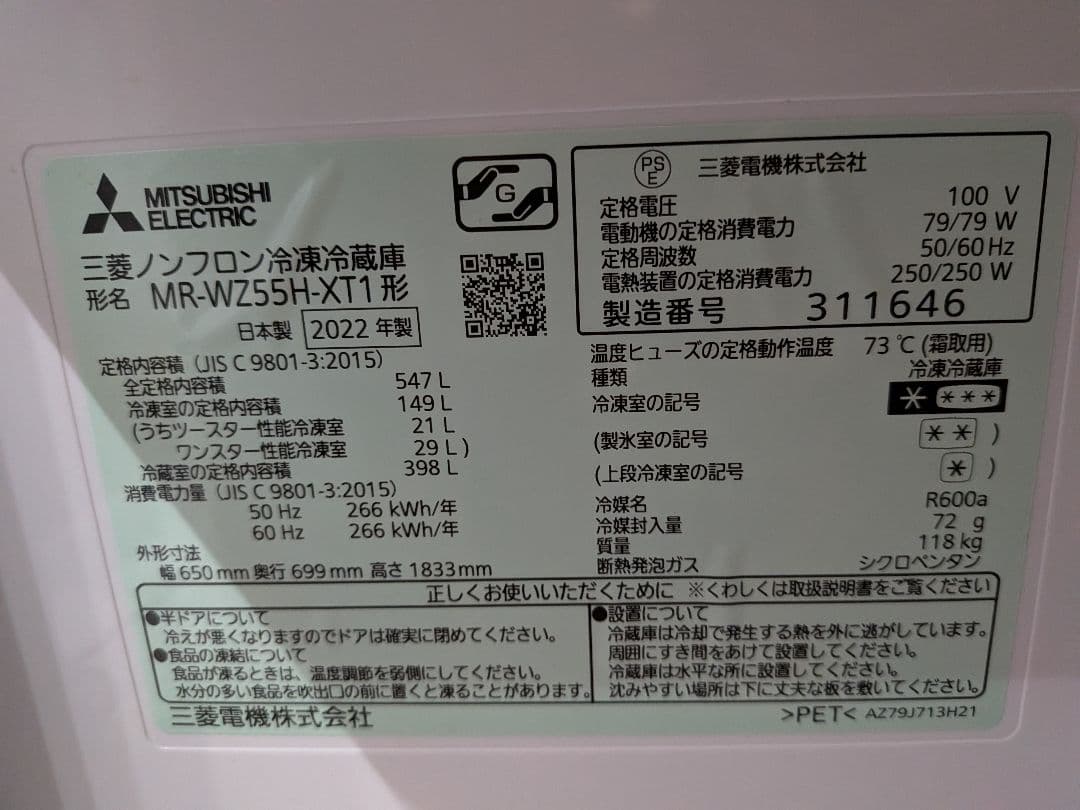 MITSUBISHI
ELECTRIC
G
三菱ノンフロン冷凍冷蔵庫
形名 MR-WZ55H-XT1形
日本製 2022年製
定格内容積 (JIS C 9801-3:2015)
全定格内容積 547 L
冷凍室の定格内容積 149 L
(うちツースター性能冷凍室 21 L
ワンスター性能冷凍室 29 L)
冷蔵室の定格内容積 398 L
消費電力量 (JIS C 9801-3:2015)
50 Hz 266 kWh/年
60 Hz 266 kWh/年
外形寸法
幅 650 mm 奥行 699 mm 高さ 1833 mm
PS
E
三菱電機株式会社
定格電圧 100 V
電動機の定格消費電力 79/79 W
定格周波数 50/60 Hz
電熱装置の定格消費電力 250/250 W
製造番号 311646
温度ヒューズの定格動作温度 73 ℃ (霜取用)
種類 冷凍冷蔵庫
冷凍室の記号 * ***
(製氷室の記号 ** )
(上段冷凍室の記号 * )
冷媒名 R600a
冷媒封入量 72 g
質量 118 kg
断熱発泡ガス シクロペンタン
正しくお使いいただくために ※くわしくは取扱説明書をご覧ください
●半ドアについて
冷えが悪くなりますのでドアは確実に閉めてください。
●食品の凍結について
食品が凍るときは、温度調節を弱側にしてください。
水分の多い食品を吹出口の前に置くと凍ることがあります。
●設置について
冷蔵庫は冷却で発生する熱を外に逃がしています。
周囲にすき間をあけて設置してください。
冷蔵庫は水平な所に設置してください。
沈みやすい場所は下に丈夫な板を敷いてください。
三菱電機株式会社
>PET< AZ79J713H21